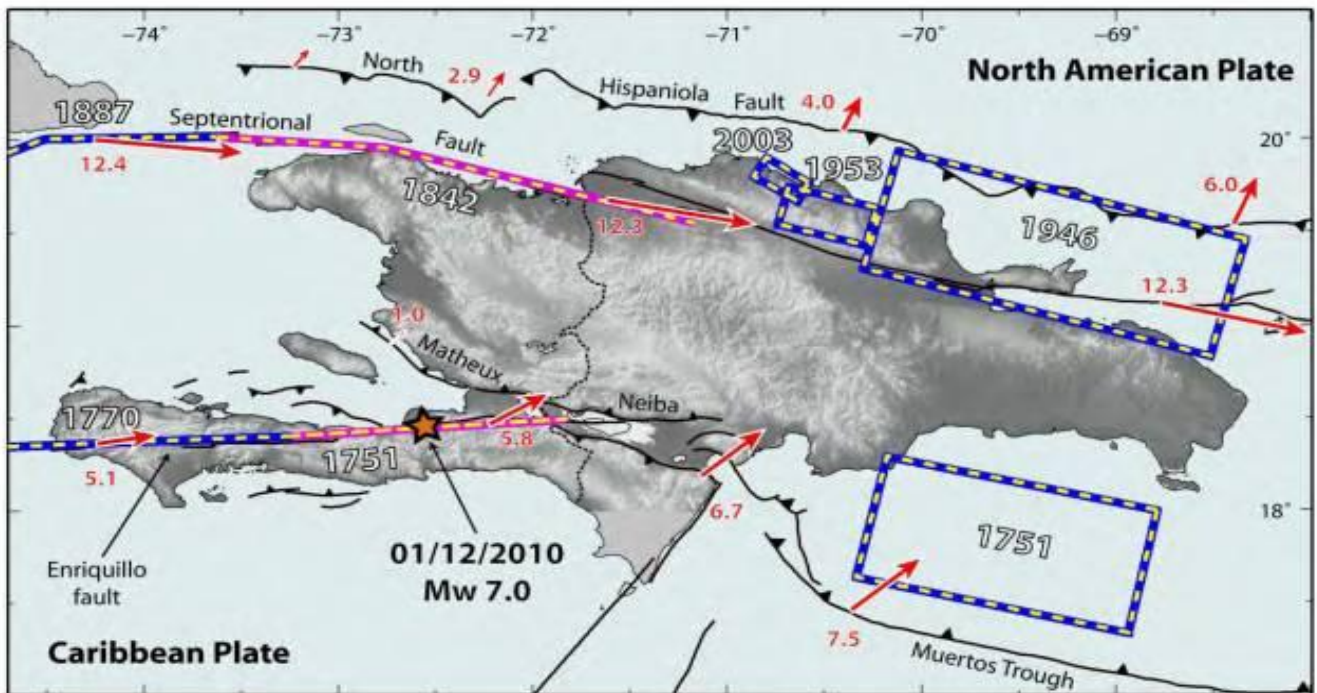 −74°
−73°
−72°
−71°
−70°
−69°
North
2.9
Hispaniola
Fault
4.0
North American Plate
1887
Septentrional
Fault
20°
12.4
2003
1953
1842
12.3
6.0
1946
12.3
1.0
Matheux
Neiba
1770
5.8
5.1
1751
6.7
18°
1751
Enriquillo
fault
01/12/2010
Mw 7.0
7.5
Caribbean Plate
Muertos Trough